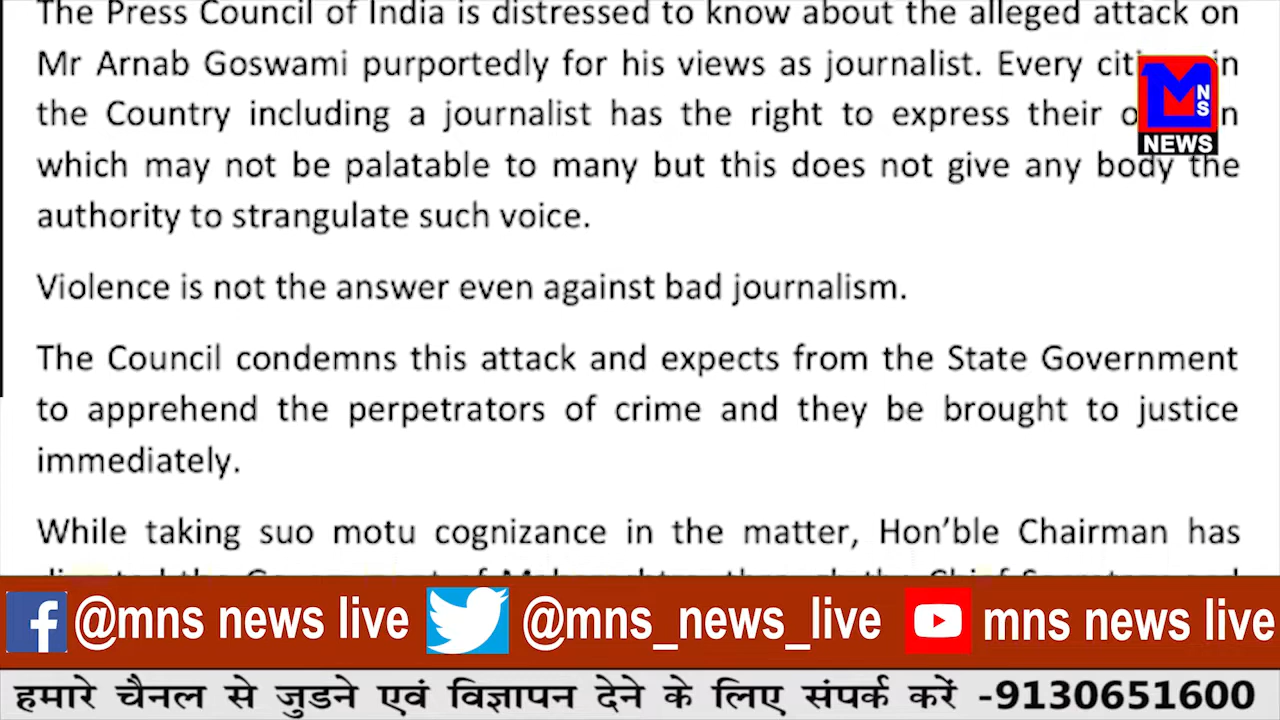 The Press Council of India is distressed to know about the alleged attack on
Mr Arnab Goswami purportedly for his views as journalist. Every in
the Country including a journalist has the right to express their
which may not be palatable to many but this does not give any body the
authority to strangulate such voice.
Violence is not the answer even against bad journalism.
The Council condemns this attack and expects from the State Government
to apprehend the perpetrators of crime and they be brought to justice
immediately.
While taking suo motu cognizance in the matter, Hon'ble Chairman has
M NS
NEWS
f @mns news live @mns_news_live mns news live
हमारे चैनल से जुडने एवं विज्ञापन देने के लिए संपर्क करें -9130651600